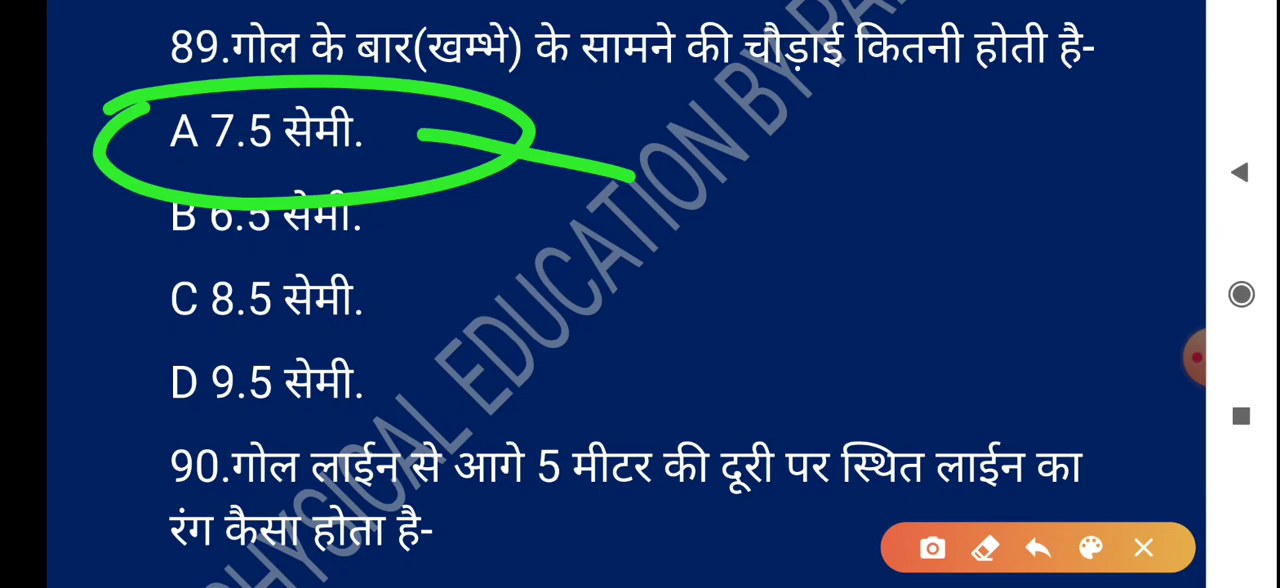 89.गोल के बार(खम्भे) के सामने की चौड़ाई कितनी होती है-
A 7.5 सेमी.
B 6.5 सेमी.
C 8.5 सेमी.
D 9.5 सेमी.
90.गोल लाईन से आगे 5 मीटर की दूरी पर स्थित लाईन का
रंग कैसा होता है-
PHYSICAL EDUCATION BY